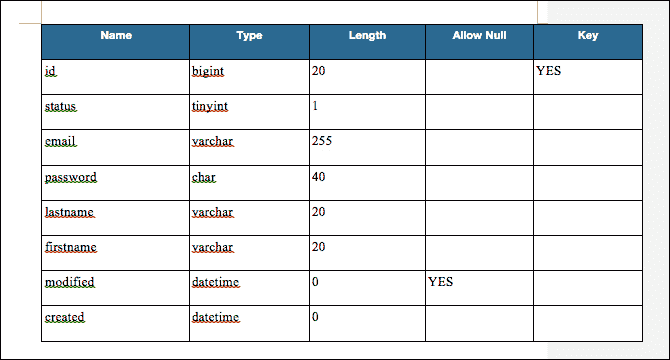 Name Type Length Allow Null Key
id bigint 20 YES
status tinyint 1
email varchar 255
password char 40
lastname varchar 20
firstname varchar 20
modified datetime 0 YES
created datetime 0